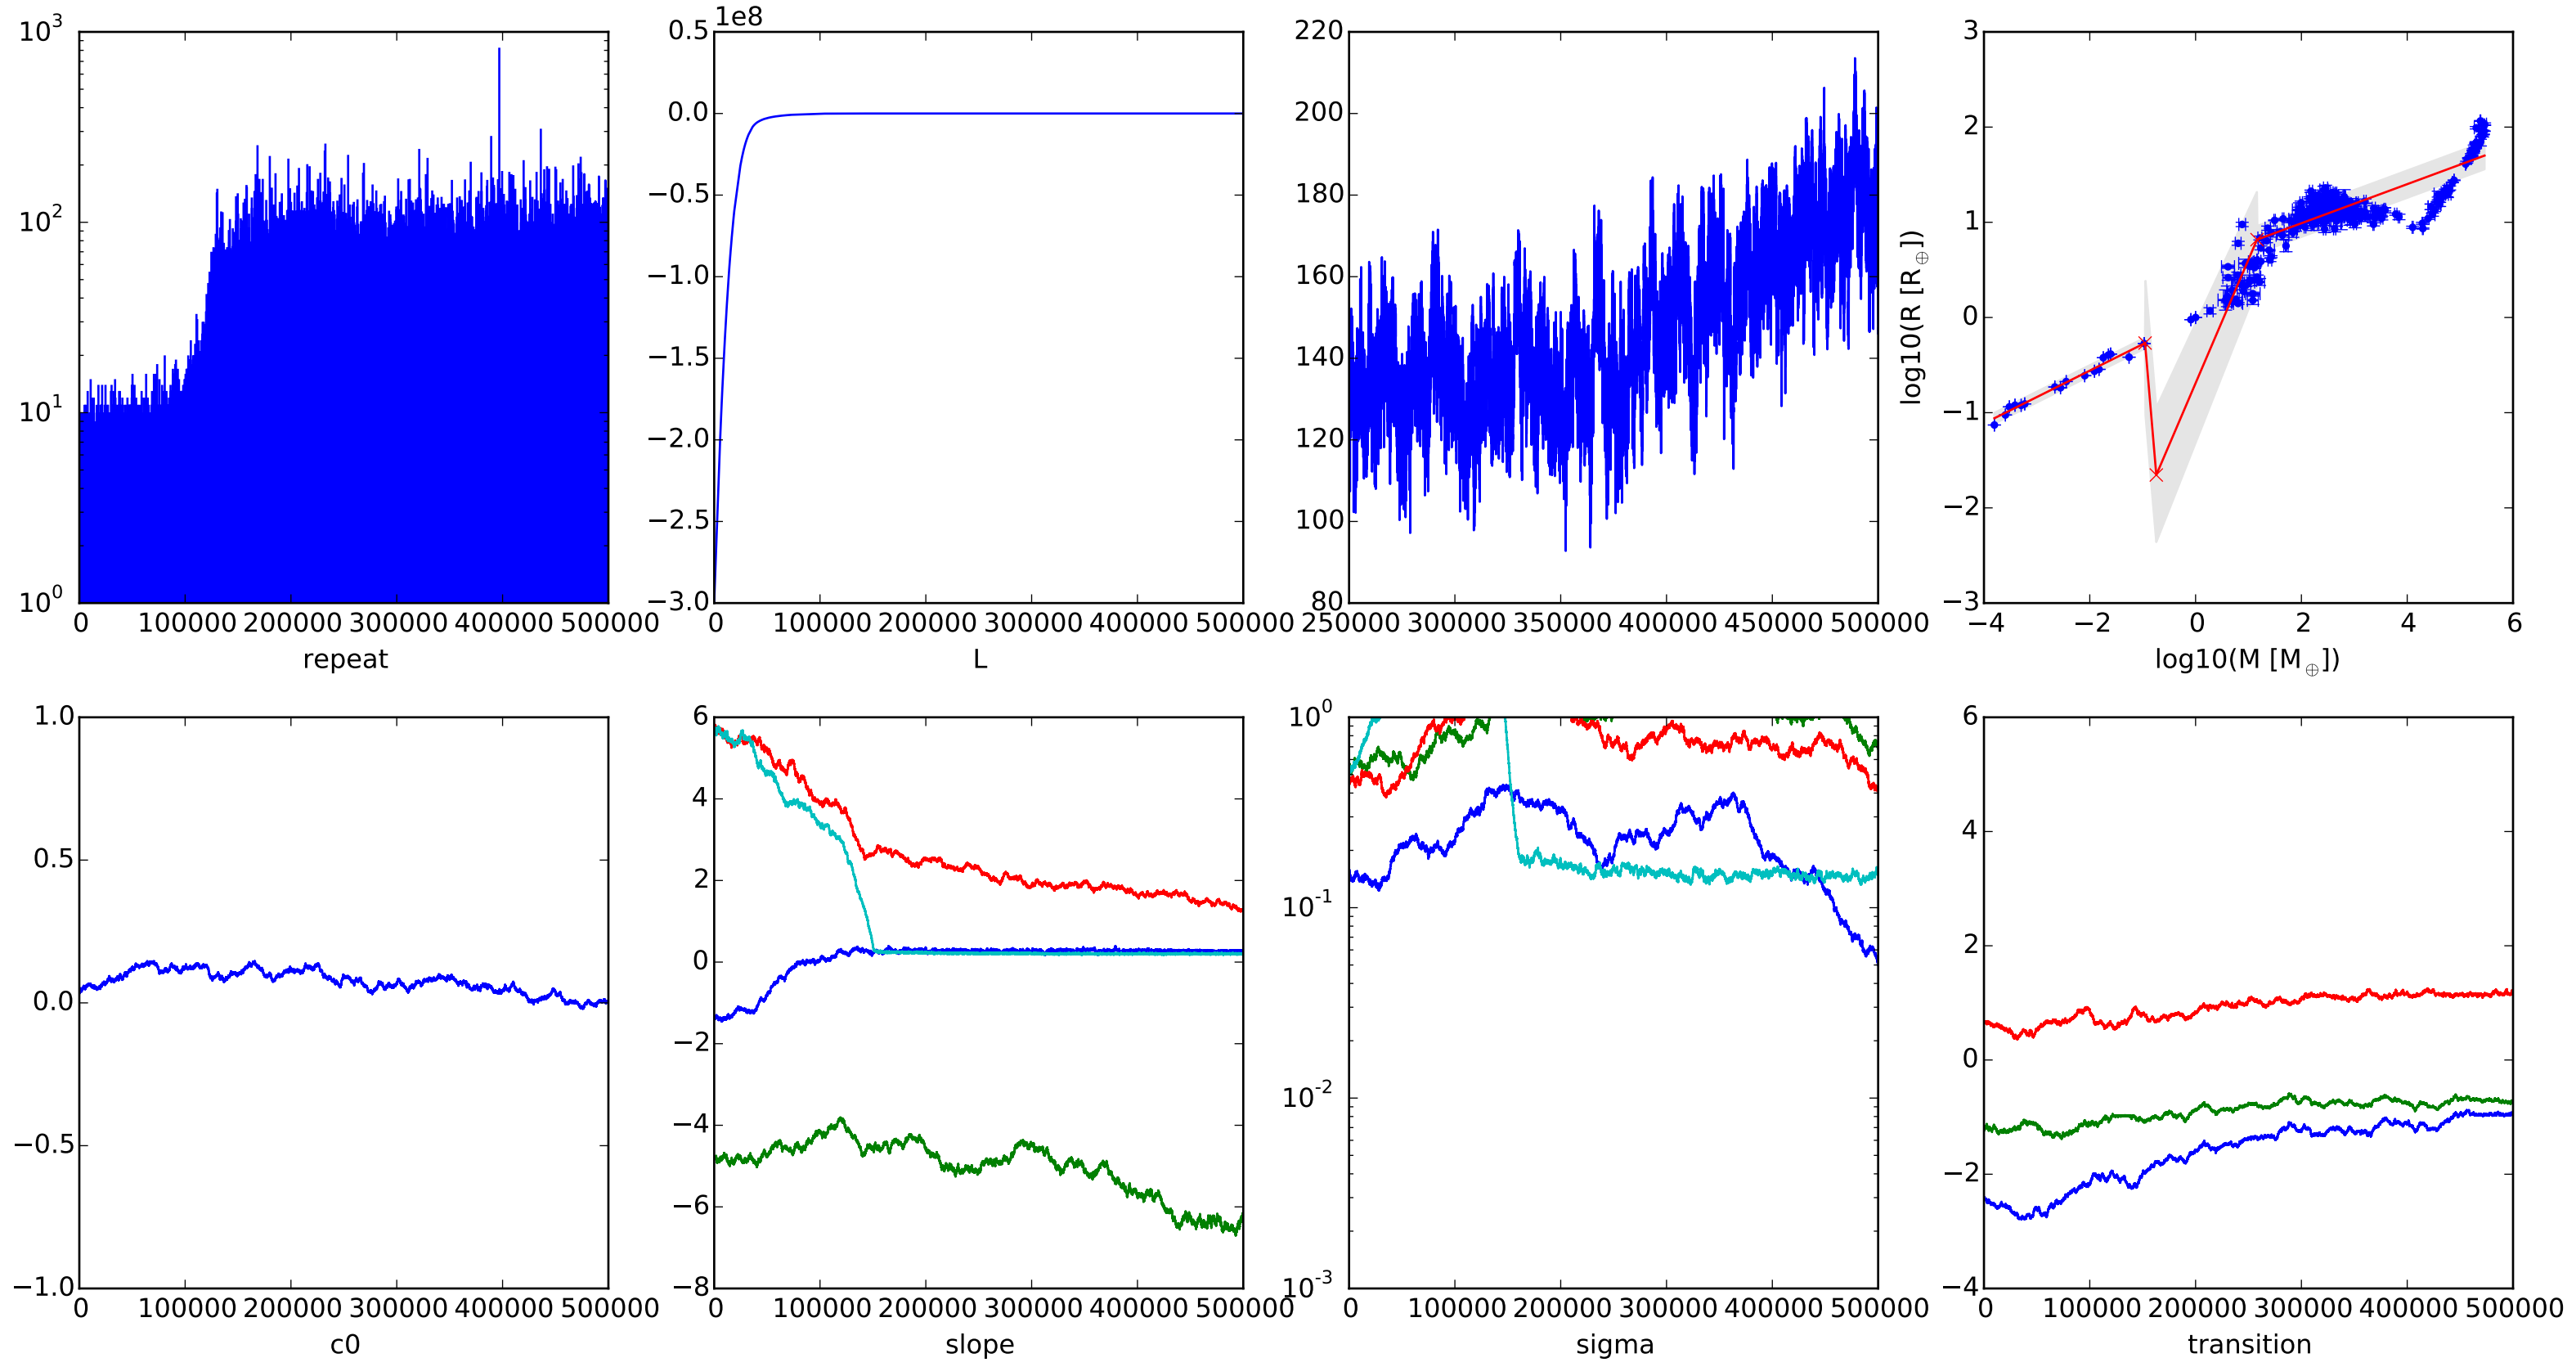 10³
10²
10¹
10⁰
0 100000 200000 300000 400000 500000
repeat
1e8
0.5
0.0
−0.5
−1.0
−1.5
−2.0
−2.5
−3.0
0 100000 200000 300000 400000 500000
L
220
200
180
160
140
120
100
80
250000 300000 350000 400000 450000 500000
log10(R [R⊕])
3
2
1
0
−1
−2
−3
−4 −2 0 2 4 6
log10(M [M⊕])
1.0
0.5
0.0
−0.5
−1.0
0 100000 200000 300000 400000 500000
c0
6
4
2
0
−2
−4
−6
−8
0 100000 200000 300000 400000 500000
slope
10⁰
10⁻¹
10⁻²
10⁻³
0 100000 200000 300000 400000 500000
sigma
6
4
2
0
−2
−4
0 100000 200000 300000 400000 500000
transition